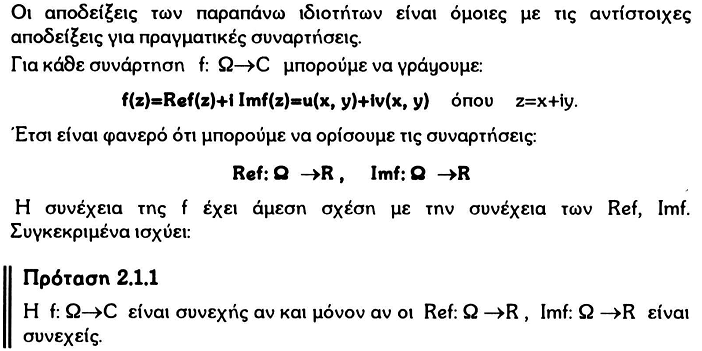 Οι αποδείξεις των παραπάνω ιδιοτήτων είναι όμοιες με τις αντίστοιχες
αποδείξεις για πραγματικές συναρτήσεις.
Για κάθε συνάρτηση f: Ω→C μπορούμε να γράψουμε:
f(z)=Ref(z)+i Imf(z)=u(x, y)+iv(x, y) όπου z=x+iy.
Έτσι είναι φανερό ότι μπορούμε να ορίσουμε τις συναρτήσεις:
Ref: Ω →R , Imf: Ω →R
Η συνέχεια της f έχει άμεση σχέση με την συνέχεια των Ref, Imf.
Συγκεκριμένα ισχύει:
Πρόταση 2.1.1
Η f: Ω→C είναι συνεχής αν και μόνον αν οι Ref: Ω →R , Imf: Ω →R είναι
συνεχείς.